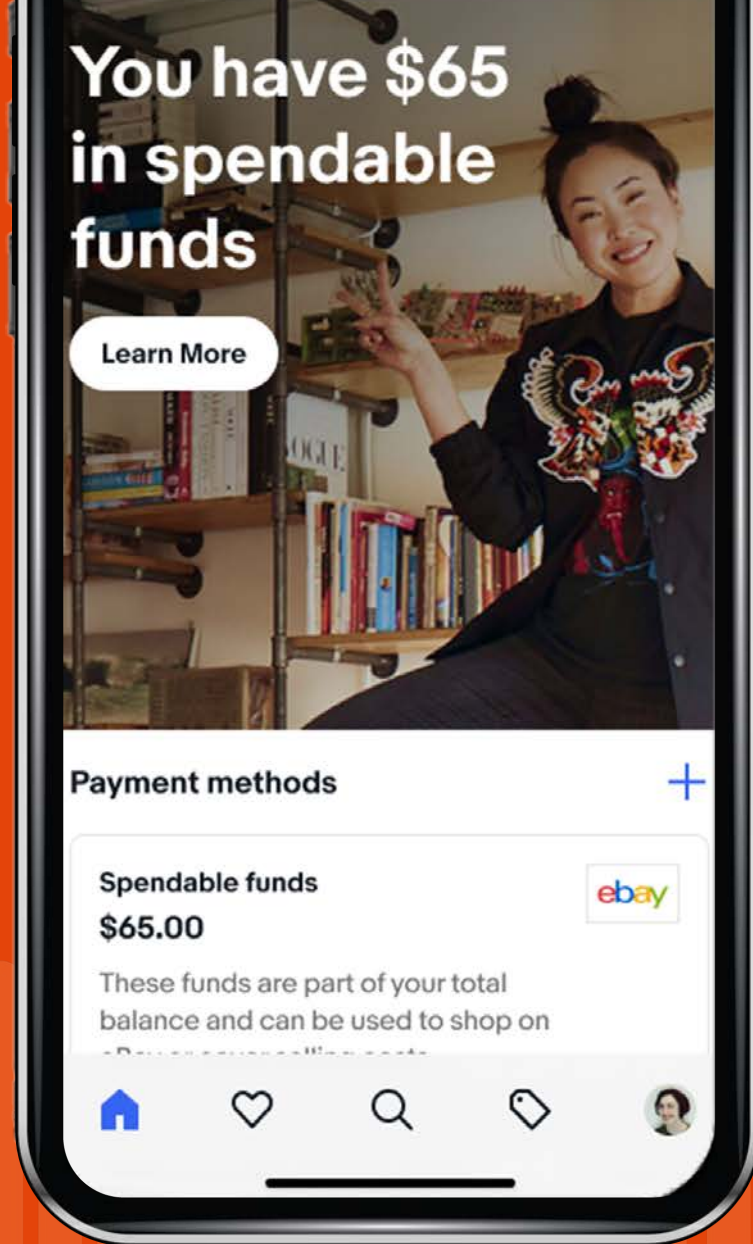 You have $65
in spendable
funds
Learn More
VOGUE
Payment methods
Spendable funds
ebay
$65.00
These funds are part of your total
balance and can be used to shop on